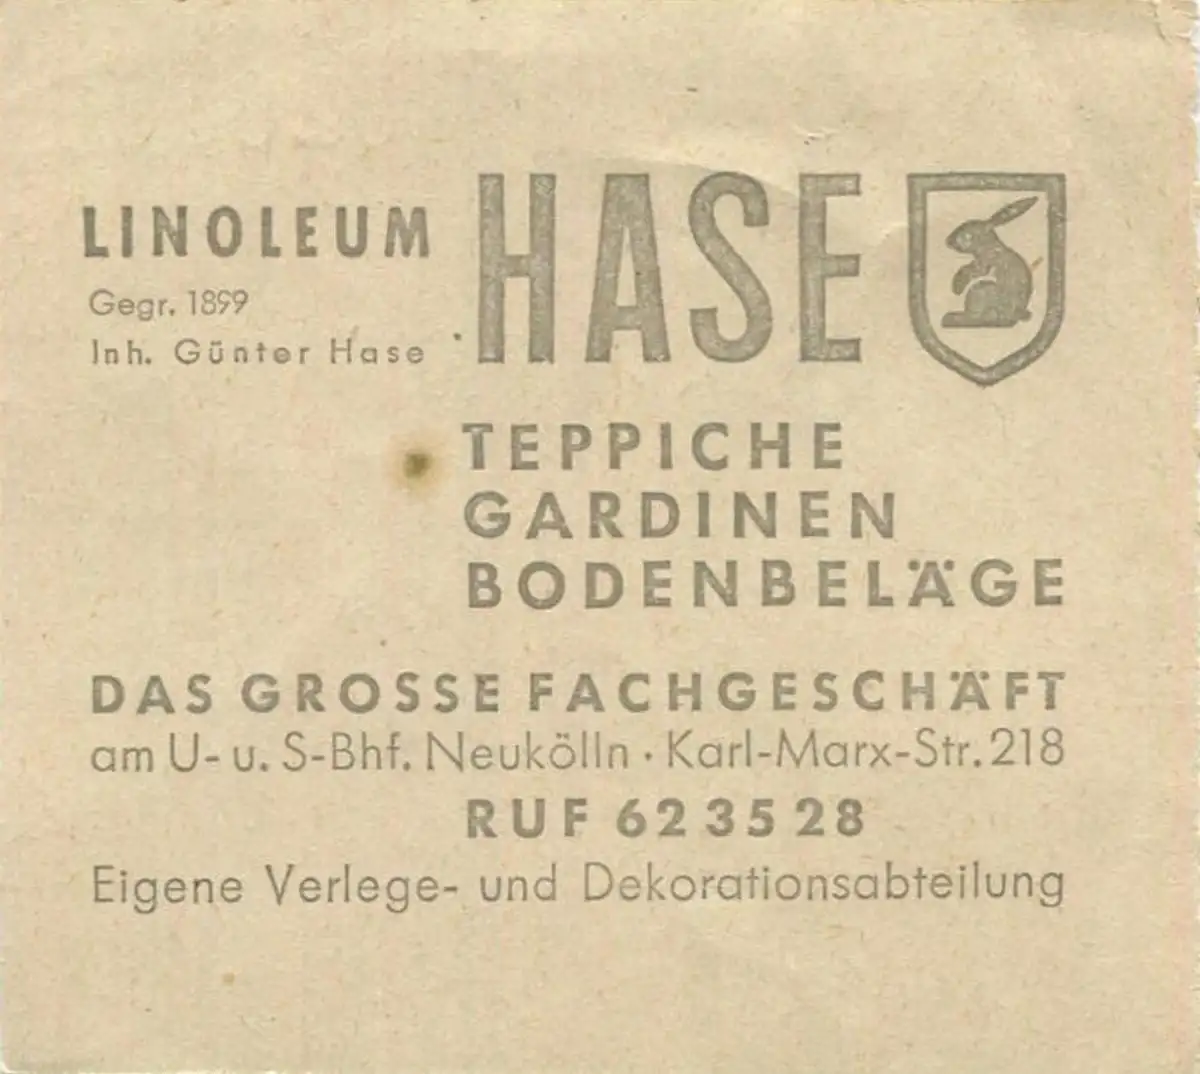 LINOLEUM HASE
Gegr. 1899
Inh. Günter Hase
TEPPICHE
GARDINEN
BODENBELÄGE
DAS GROSSE FACHGESCHÄFT
am U- u. S-Bhf. Neukölln · Karl-Marx-Str. 218
RUF 62 35 28
Eigene Verlege- und Dekorationsabteilung